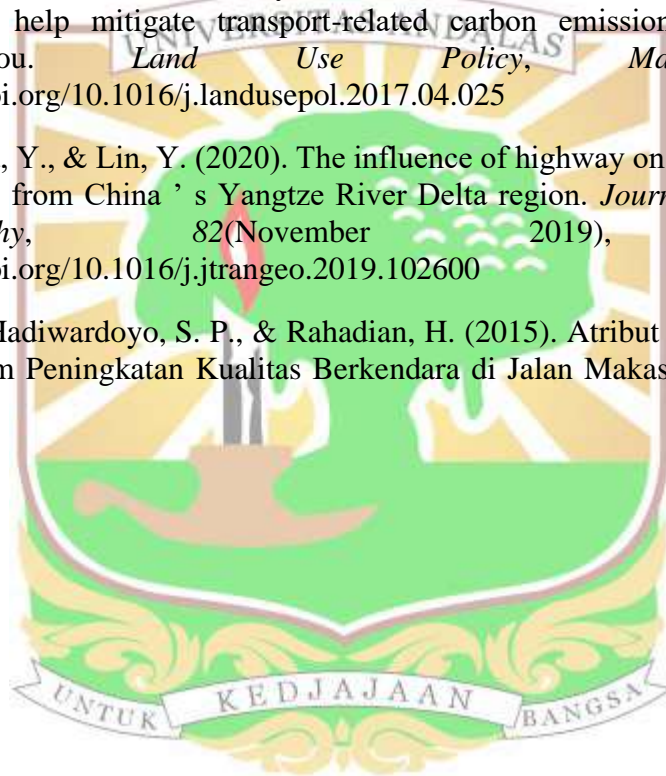 help mitigate transport-related carbon emission
UNIVERSITAS ANDALAS
ou. Land Use Policy, Ma
oi.org/10.1016/j.landusepol.2017.04.025
, Y., & Lin, Y. (2020). The influence of highway on
from China ’ s Yangtze River Delta region. Journ
hy, 82(November 2019),
oi.org/10.1016/j.jtrangeo.2019.102600
Hadiwardoyo, S. P., & Rahadian, H. (2015). Atribut
m Peningkatan Kualitas Berkendara di Jalan Makas
UNTUK KEDJAJAAN BANGSA